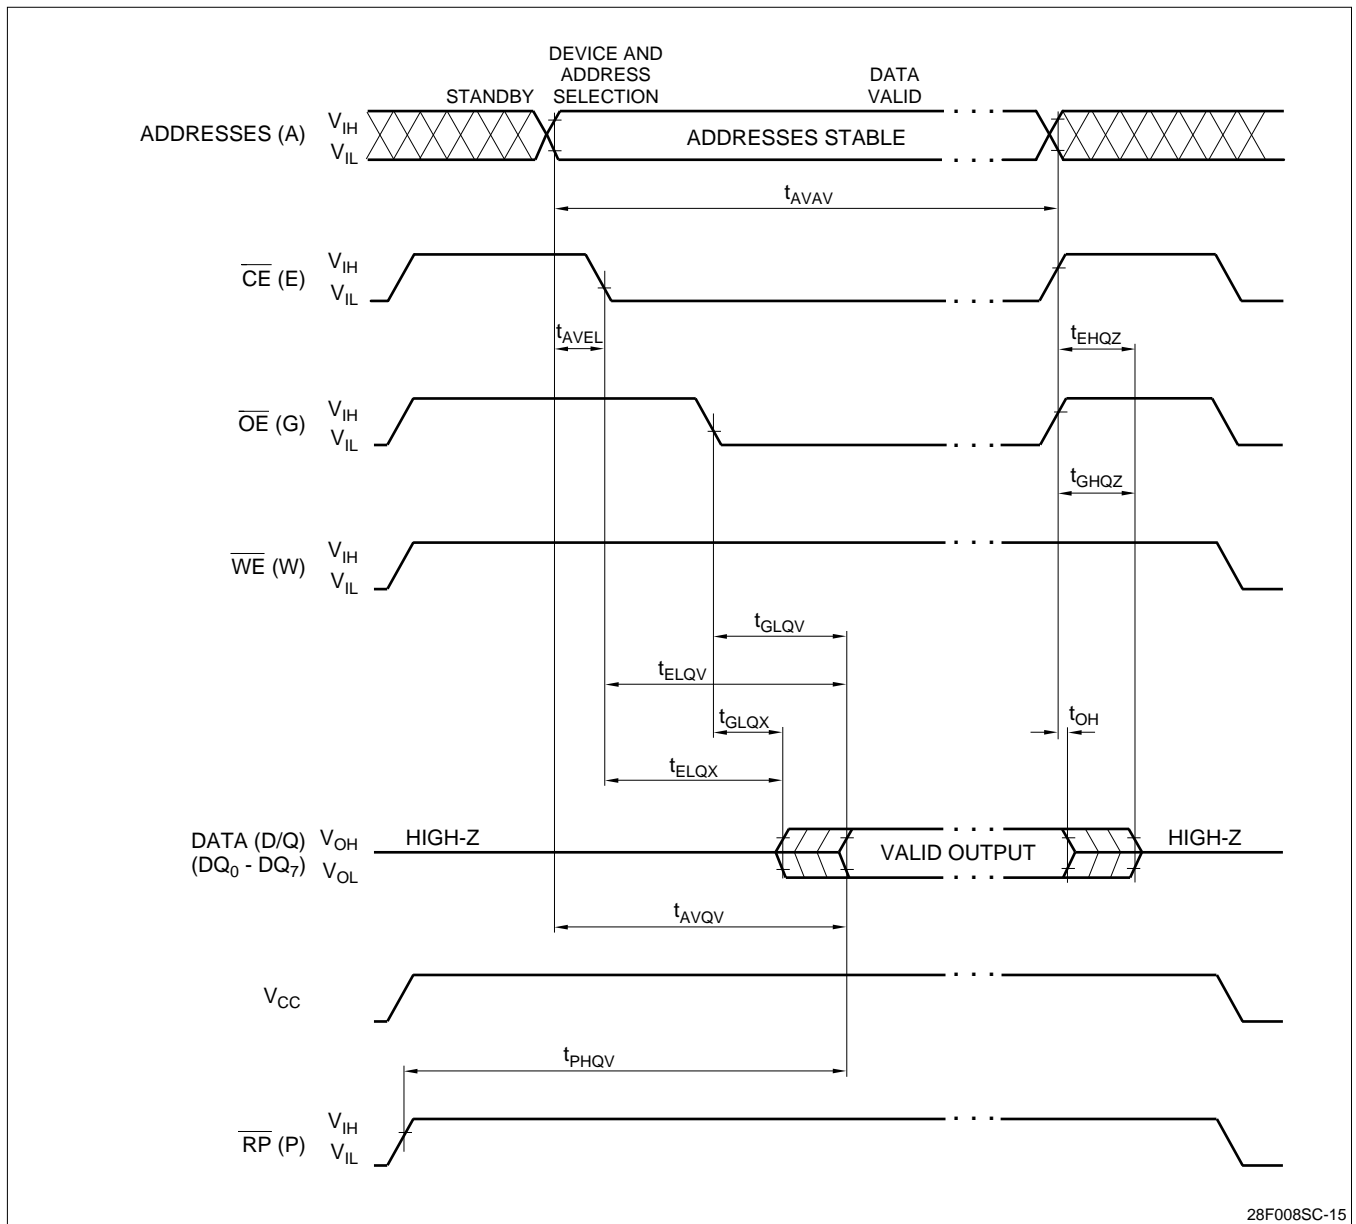 DEVICE AND
ADDRESS
SELECTION
STANDBY
DATA
VALID
ADDRESSES (A)
VIH
VIL
ADDRESSES STABLE
tAVAV
CE (E)
VIH
VIL
tAVEL
tEHQZ
OE (G)
VIH
VIL
tGHQZ
WE (W)
VIH
VIL
tGLQV
tELQV
tGLQX
tOH
tELQX
DATA (D/Q)
(DQ0 - DQ7)
VOH
VOL
HIGH-Z
VALID OUTPUT
HIGH-Z
tAVQV
VCC
tPHQV
RP (P)
VIH
VIL
28F008SC-15